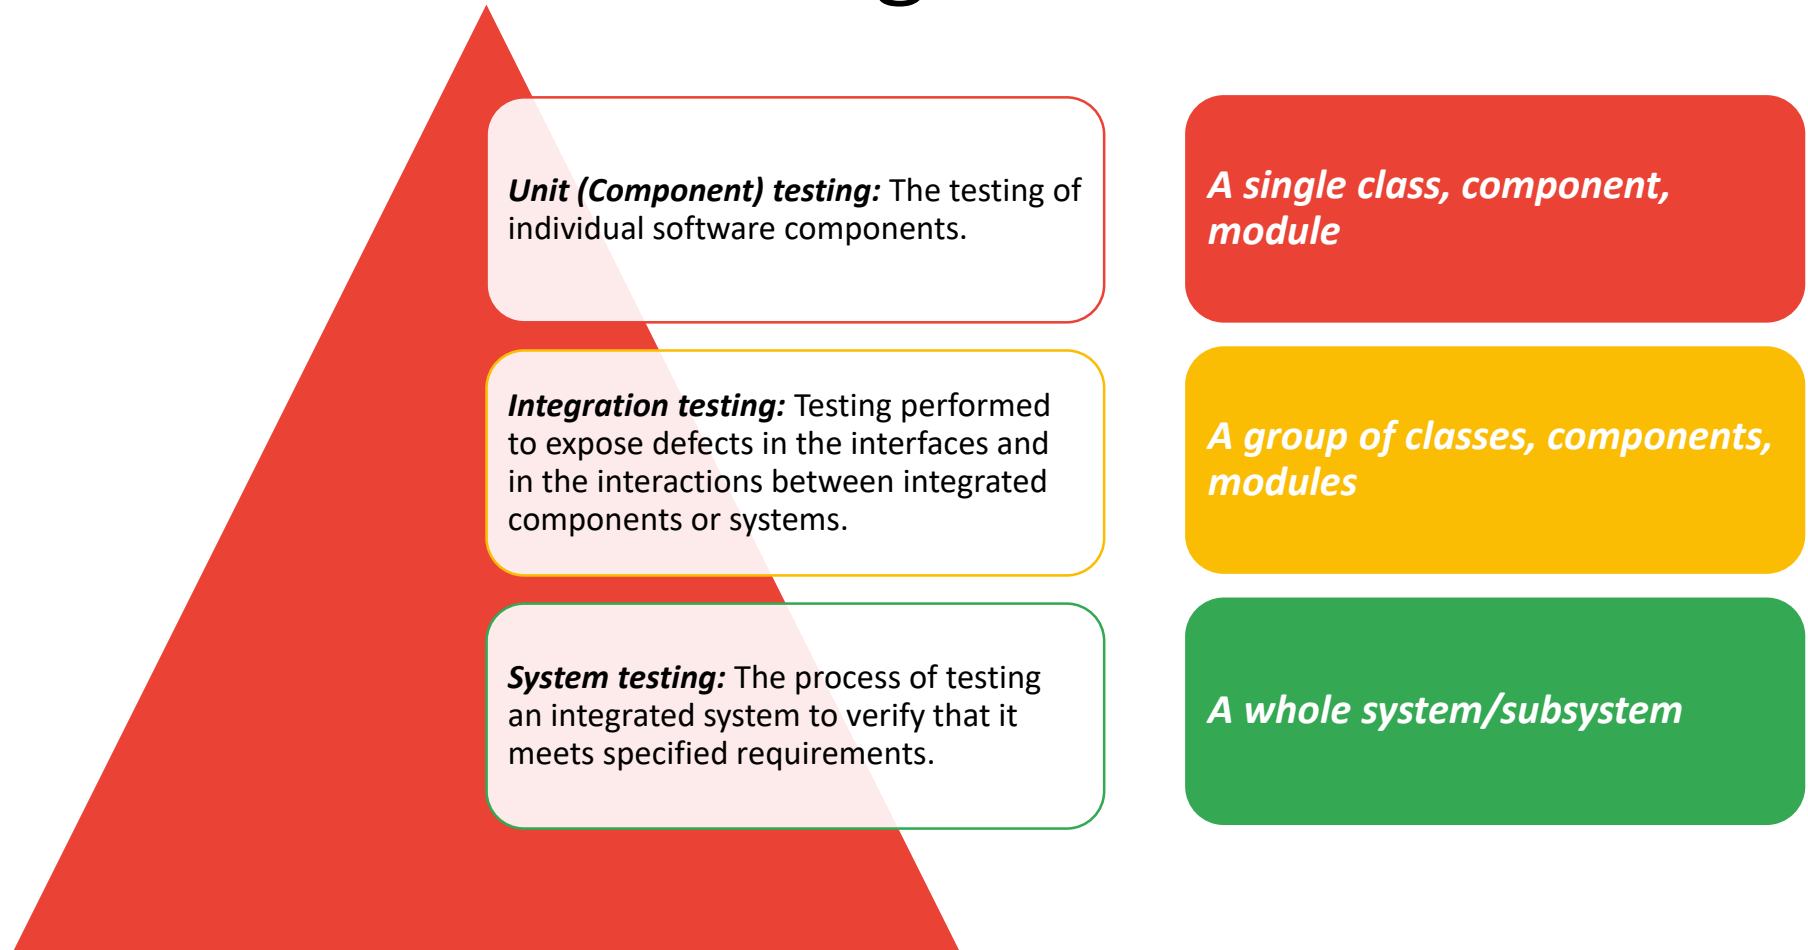 Unit (Component) testing: The testing of
individual software components.
A single class, component,
module
Integration testing: Testing performed
to expose defects in the interfaces and
in the interactions between integrated
components or systems.
A group of classes, components,
modules
System testing: The process of testing
an integrated system to verify that it
meets specified requirements.
A whole system/subsystem